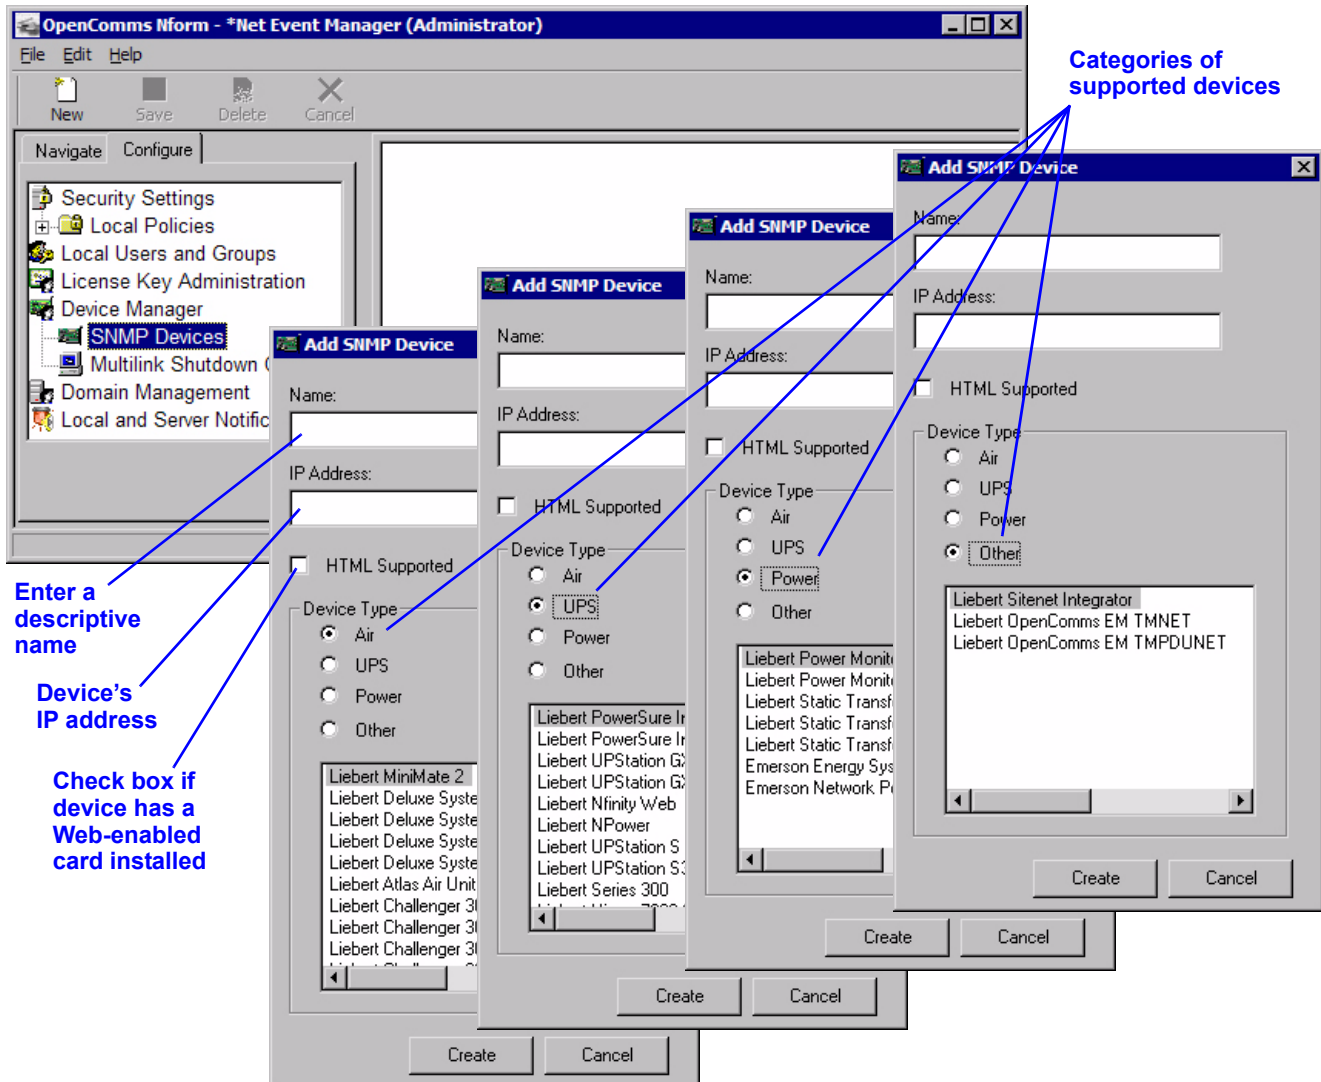 OpenComms Nform - *Net Event Manager (Administrator)
File Edit Help
New Save Delete Cancel
Navigate Configure
Security Settings
Local Policies
Local Users and Groups
License Key Administration
Device Manager
SNMP Devices
Multilink Shutdown
Domain Management
Local and Server Notific
Categories of
supported devices
Enter a
descriptive
name
Device's
IP address
Check box if
device has a
Web-enabled
card installed
Add SNMP Device
Name:
IP Address:
HTML Supported
Device Type
Air
UPS
Power
Other
Liebert MiniMate 2
Liebert Deluxe Syste
Liebert Deluxe Syste
Liebert Deluxe Syste
Liebert Deluxe Syste
Liebert Atlas Air Unit
Liebert Challenger 3
Liebert Challenger 3
Liebert Challenger 3
Create Cancel
Add SNMP Device
Name:
IP Address:
HTML Supported
Device Type
Air
UPS
Power
Other
Liebert PowerSure Ir
Liebert PowerSure Ir
Liebert UPStation G
Liebert UPStation G
Liebert Nfinity Web
Liebert NPower
Liebert UPStation S
Liebert UPStation S3
Liebert Series 300
Create Cancel
Add SNMP Device
Name:
IP Address:
HTML Supported
Device Type
Air
UPS
Power
Other
Liebert Power Monit
Liebert Power Monit
Liebert Static Transf
Liebert Static Transf
Liebert Static Transf
Emerson Energy Sys
Emerson Network P
Create Cancel
Add SNMP Device
Name:
IP Address:
HTML Supported
Device Type
Air
UPS
Power
Other
Liebert Sitenet Integrator
Liebert OpenComms EM TMNET
Liebert OpenComms EM TMPDUNET
Create Cancel